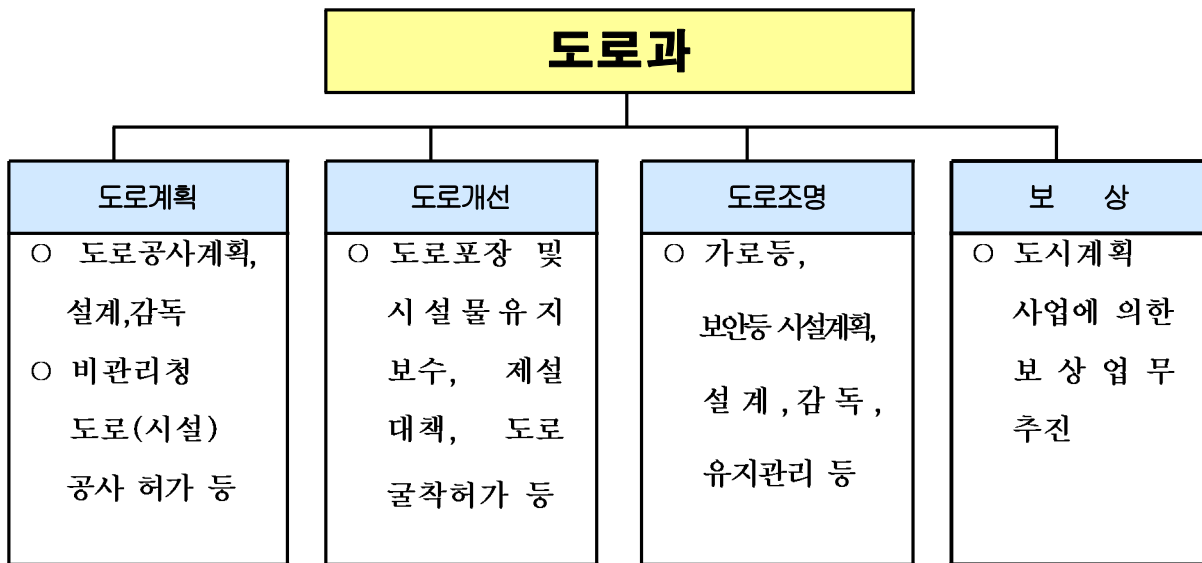 도로과
도로계획
○ 도로공사계획,
설계,감독
○ 비관리청
도로(시설)
공사 허가 등
도로개선
○ 도로포장 및
시설물유지
보수, 제설
대책, 도로
굴착허가 등
도로조명
○ 가로등,
보안등 시설계획,
설계,감독,
유지관리 등
보 상
○ 도시계획
사업에 의한
보상업무
추진